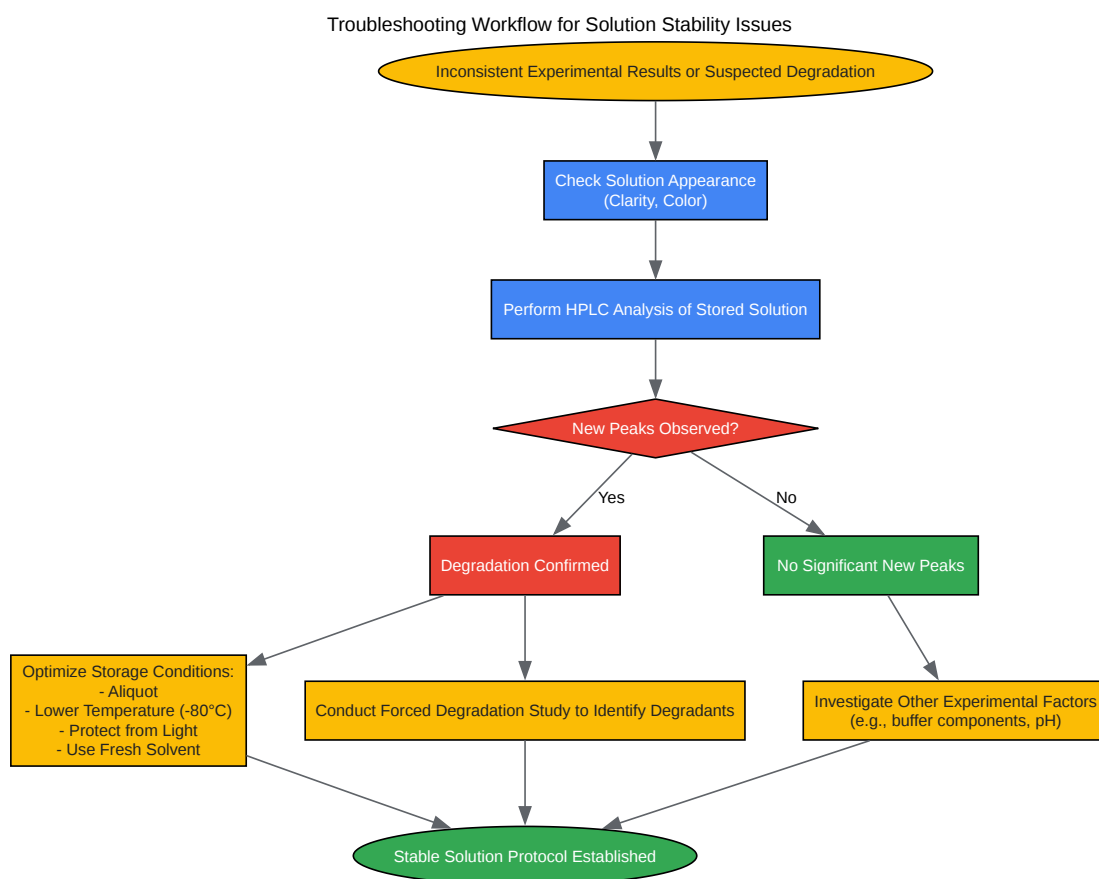 Troubleshooting Workflow for Solution Stability Issues
Inconsistent Experimental Results or Suspected Degradation
Check Solution Appearance
(Clarity, Color)
Perform HPLC Analysis of Stored Solution
New Peaks Observed?
Yes
No
Degradation Confirmed
No Significant New Peaks
Optimize Storage Conditions:
- Aliquot
- Lower Temperature (-80°C)
- Protect from Light
- Use Fresh Solvent
Conduct Forced Degradation Study to Identify Degradants
Investigate Other Experimental Factors
(e.g., buffer components, pH)
Stable Solution Protocol Established